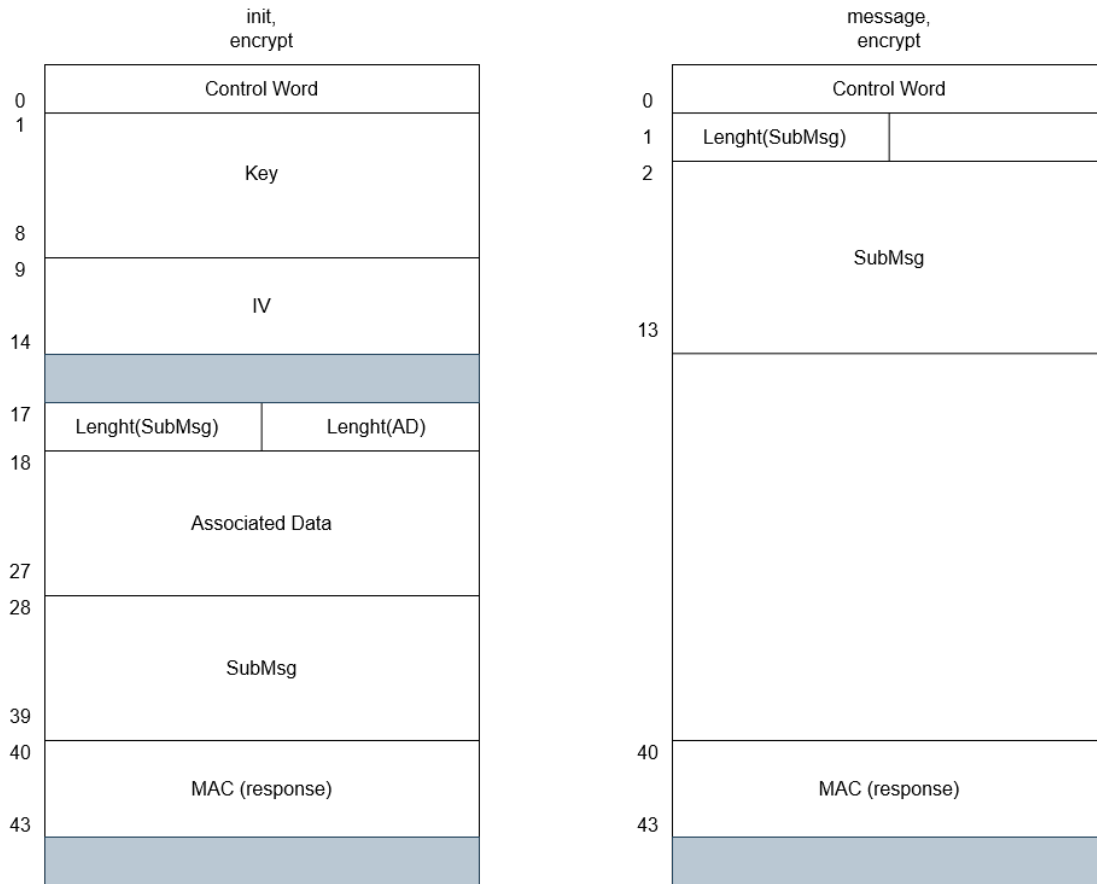 init,
encrypt
Control Word
0
1
Key
8
9
IV
14
17
Lenght(SubMsg) Lenght(AD)
18
Associated Data
27
28
SubMsg
39
40
MAC (response)
43
message,
encrypt
Control Word
0
1
Lenght(SubMsg)
2
SubMsg
13
40
MAC (response)
43